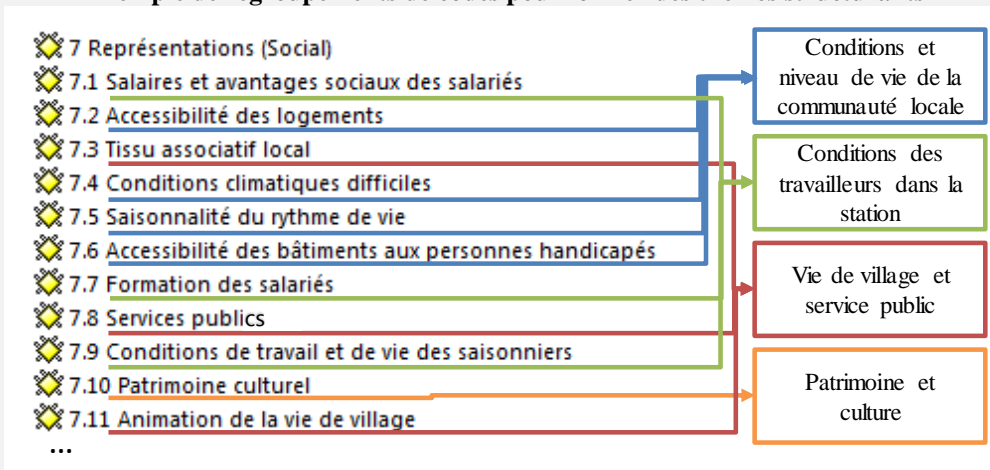 7 Représentations (Social)
7.1 Salaires et avantages sociaux des salariés
7.2 Accessibilité des logements
7.3 Tissu associatif local
7.4 Conditions climatiques difficiles
7.5 Saisonnalité du rythme de vie
7.6 Accessibilité des bâtiments aux personnes handicapés
7.7 Formation des salariés
7.8 Services publics
7.9 Conditions de travail et de vie des saisonniers
7.10 Patrimoine culturel
7.11 Animation de la vie de village
...
Conditions et
niveau de vie de la
communauté locale
Conditions des
travailleurs dans la
station
Vie de village et
service public
Patrimoine et
culture